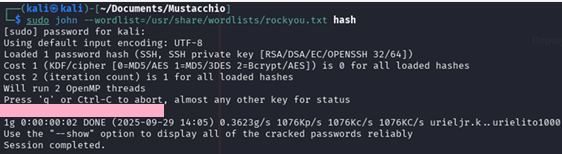 ┌──(kali㉿kali)-[~/Documents/Mustacchio]
└─$ sudo john --wordlist=/usr/share/wordlists/rockyou.txt hash
[sudo] password for kali:
Using default input encoding: UTF-8
Loaded 1 password hash (SSH, SSH private key [RSA/DSA/EC/OPENSSH 32/64])
Cost 1 (KDF/cipher [0=MD5/AES 1=MD5/3DES 2=Bcrypt/AES]) is 0 for all loaded hashes
Cost 2 (iteration count) is 1 for all loaded hashes
Will run 2 OpenMP threads
Press 'q' or Ctrl-C to abort, almost any other key for status
1g 0:00:00:02 DONE (2025-09-29 14:05) 0.3623g/s 1076Kp/s 1076Kc/s 1076KC/s urieljr.k..urielito1000
Use the "--show" option to display all of the cracked passwords reliably
Session completed.